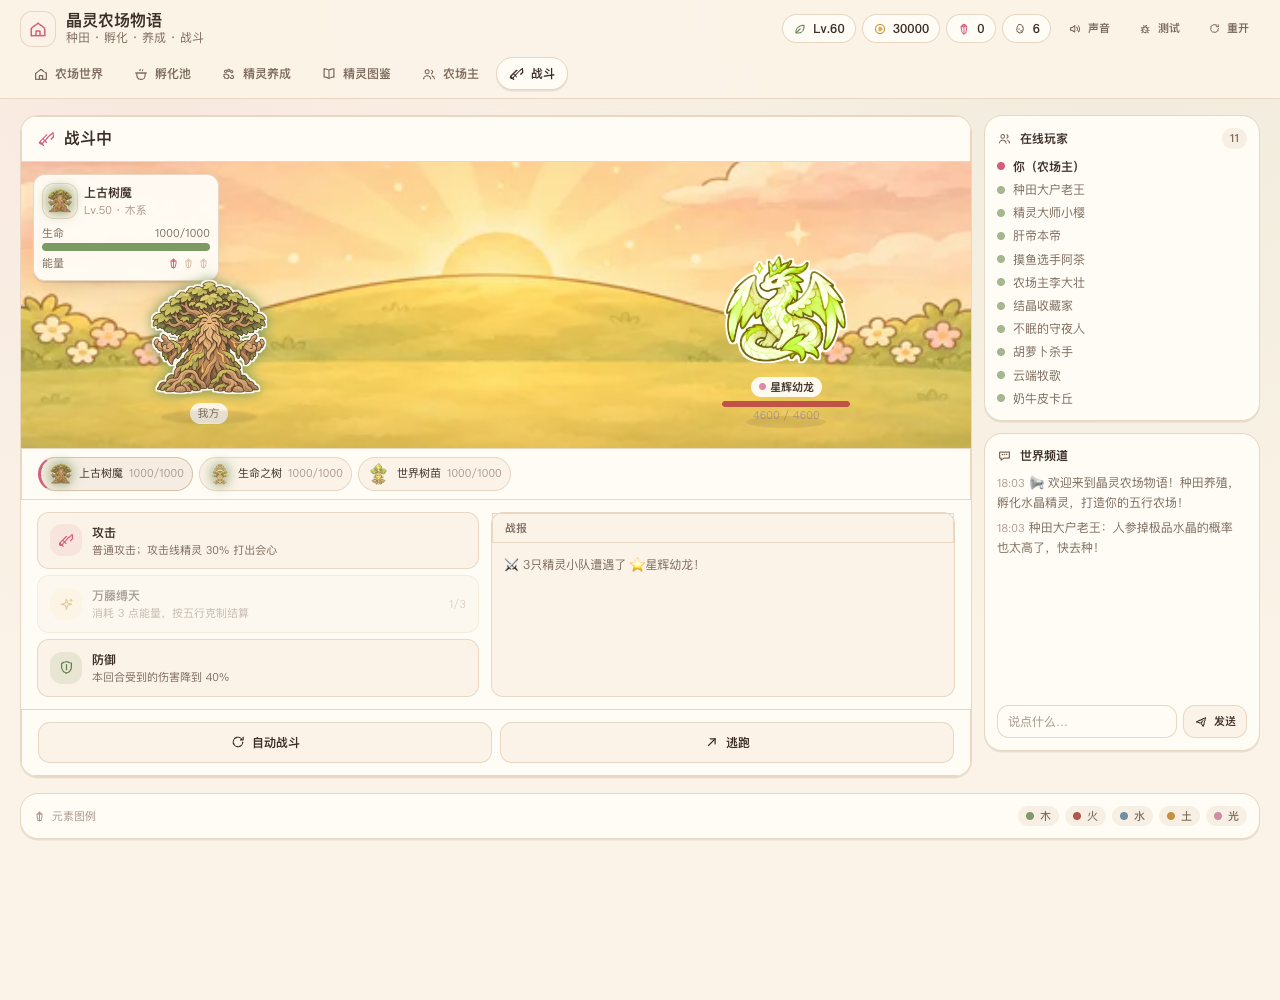 晶灵农场物语
种田 · 孵化 · 养成 · 战斗
Lv.60
30000
0
6
声音
测试
重开
农场世界
孵化池
精灵养成
精灵图鉴
农场主
战斗
战斗中
上古树魔
Lv.50 · 木系
生命 1000/1000
能量
我方
星辉幼龙
4600 / 4600
上古树魔 1000/1000
生命之树 1000/1000
世界树苗 1000/1000
攻击
普通攻击；攻击线精灵 30% 打出会心
万藤缚天
消耗 3 点能量，按五行克制结算
1/3
防御
本回合受到的伤害降到 40%
战报
⚔️ 3只精灵小队遭遇了 ⭐星辉幼龙！
自动战斗
逃跑
在线玩家
11
你（农场主）
种田大户老王
精灵大师小樱
肝帝本帝
摸鱼选手阿茶
农场主李大壮
结晶收藏家
不眠的守夜人
胡萝卜杀手
云端牧歌
奶牛皮卡丘
世界频道
18:03 📢 欢迎来到晶灵农场物语！种田养殖，
孵化水晶精灵，打造你的五行农场！
18:03 种田大户老王：人参掉极品水晶的概率
也太高了，快去种！
说点什么...
发送
元素图例
木
火
水
土
光